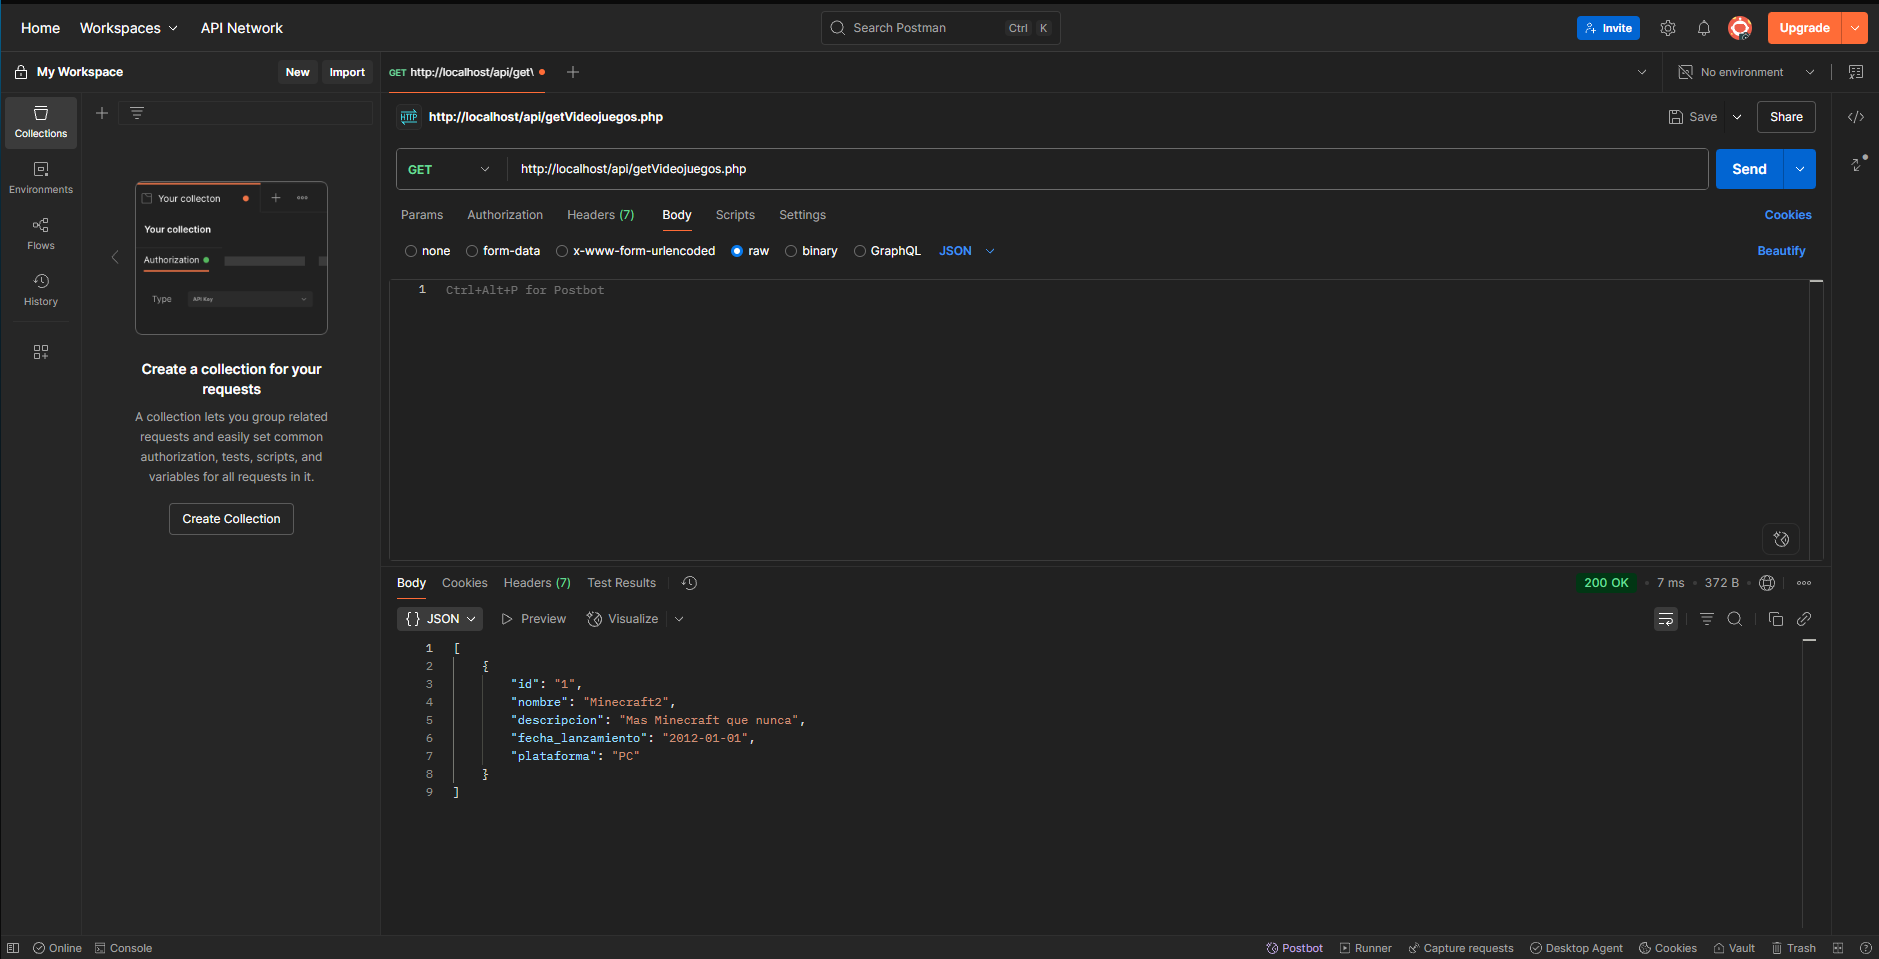 Home Workspaces API Network Search Postman Ctrl K Invite Upgrade
My Workspace New Import GET http://localhost/api/get\ No environment
Collections
Environments
Flows
History
Your collecton
Your collection
Authorization
Type API Key
Create a collection for your
requests
A collection lets you group related
requests and easily set common
authorization, tests, scripts, and
variables for all requests in it.
Create Collection
HTTP http://localhost/api/getVideojuegos.php Save Share
GET http://localhost/api/getVideojuegos.php Send
Params Authorization Headers (7) Body Scripts Settings Cookies
none form-data x-www-form-urlencoded raw binary GraphQL JSON Beautify
1 Ctrl+Alt+P for Postbot
Body Cookies Headers (7) Test Results 200 OK • 7 ms • 372 B •
{} JSON Preview Visualize
1 [
2 {
3 "id": "1",
4 "nombre": "Minecraft2",
5 "descripcion": "Mas Minecraft que nunca",
6 "fecha_lanzamiento": "2012-01-01",
7 "plataforma": "PC"
8 }
9 ]
Online Console Postbot Runner Capture requests Desktop Agent Cookies Vault Trash